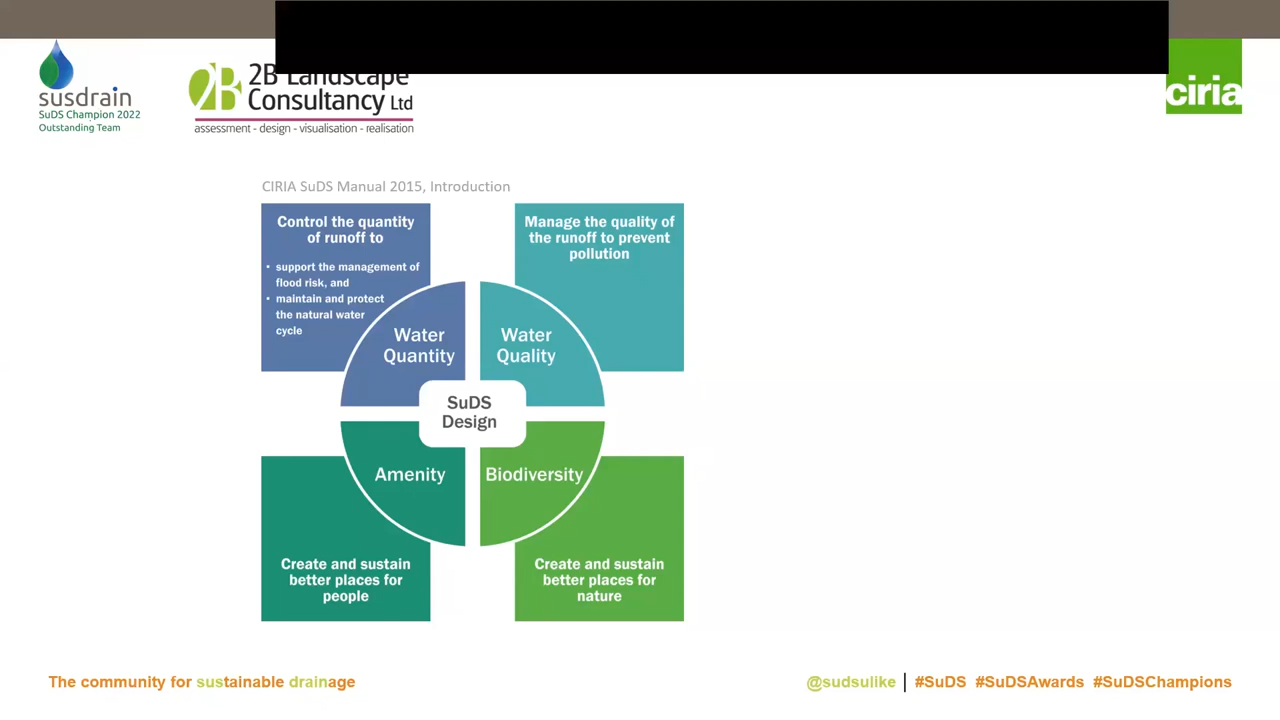 susdrain
SuDS Champion 2022
Outstanding Team
2B Landscape
Consultancy Ltd
assessment - design - visualisation - realisation
ciria
CIRIA SuDS Manual 2015, Introduction
Control the quantity
of runoff to
• support the management of
flood risk, and
• maintain and protect
the natural water
cycle
Manage the quality of
the runoff to prevent
pollution
Water
Quantity
Water
Quality
SuDS
Design
Amenity
Biodiversity
Create and sustain
better places for
people
Create and sustain
better places for
nature
The community for sustainable drainage
@sudsulike | #SuDS #SuDSAwards #SuDSChampions